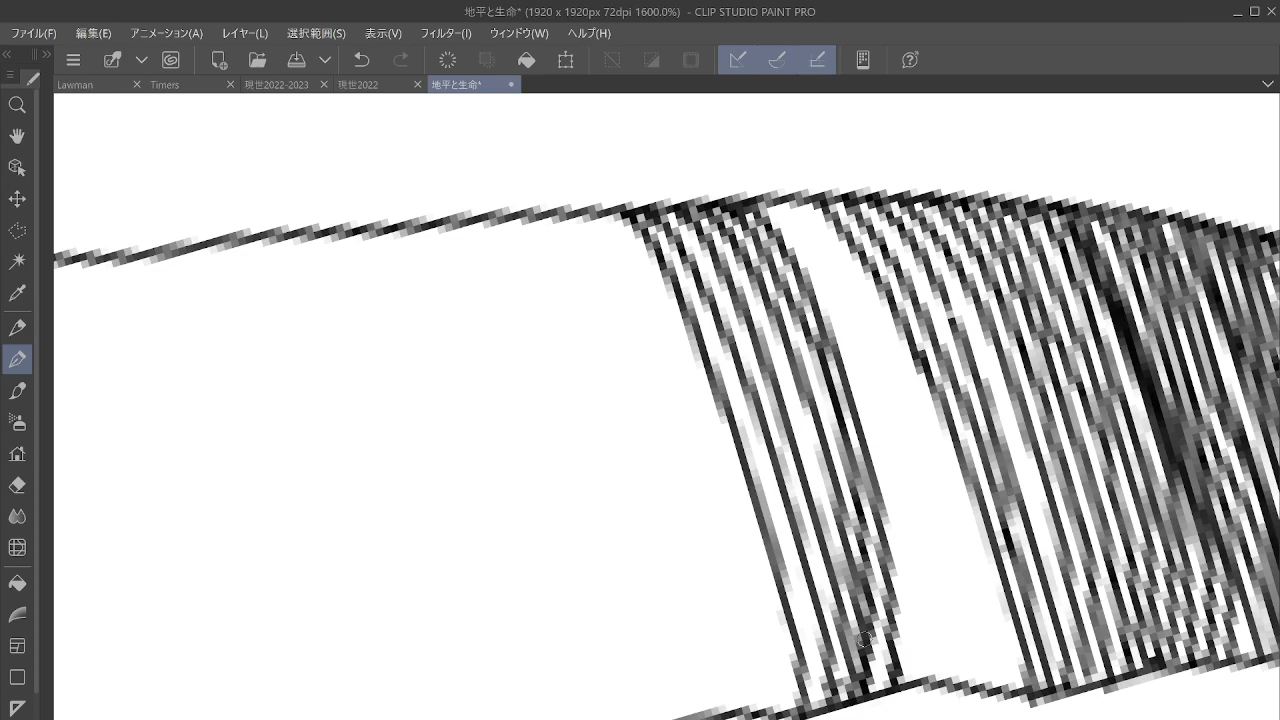 地平と生命* (1920 x 1920px 72dpi 1600.0%) - CLIP STUDIO PAINT PRO
ファイル(F) 編集(E) アニメーション(A) レイヤー(L) 選択範囲(S) 表示(V) フィルター(I) ウィンドウ(W) ヘルプ(H)
Lawman Timers 現世2022-2023 現世2022 地平と生命*